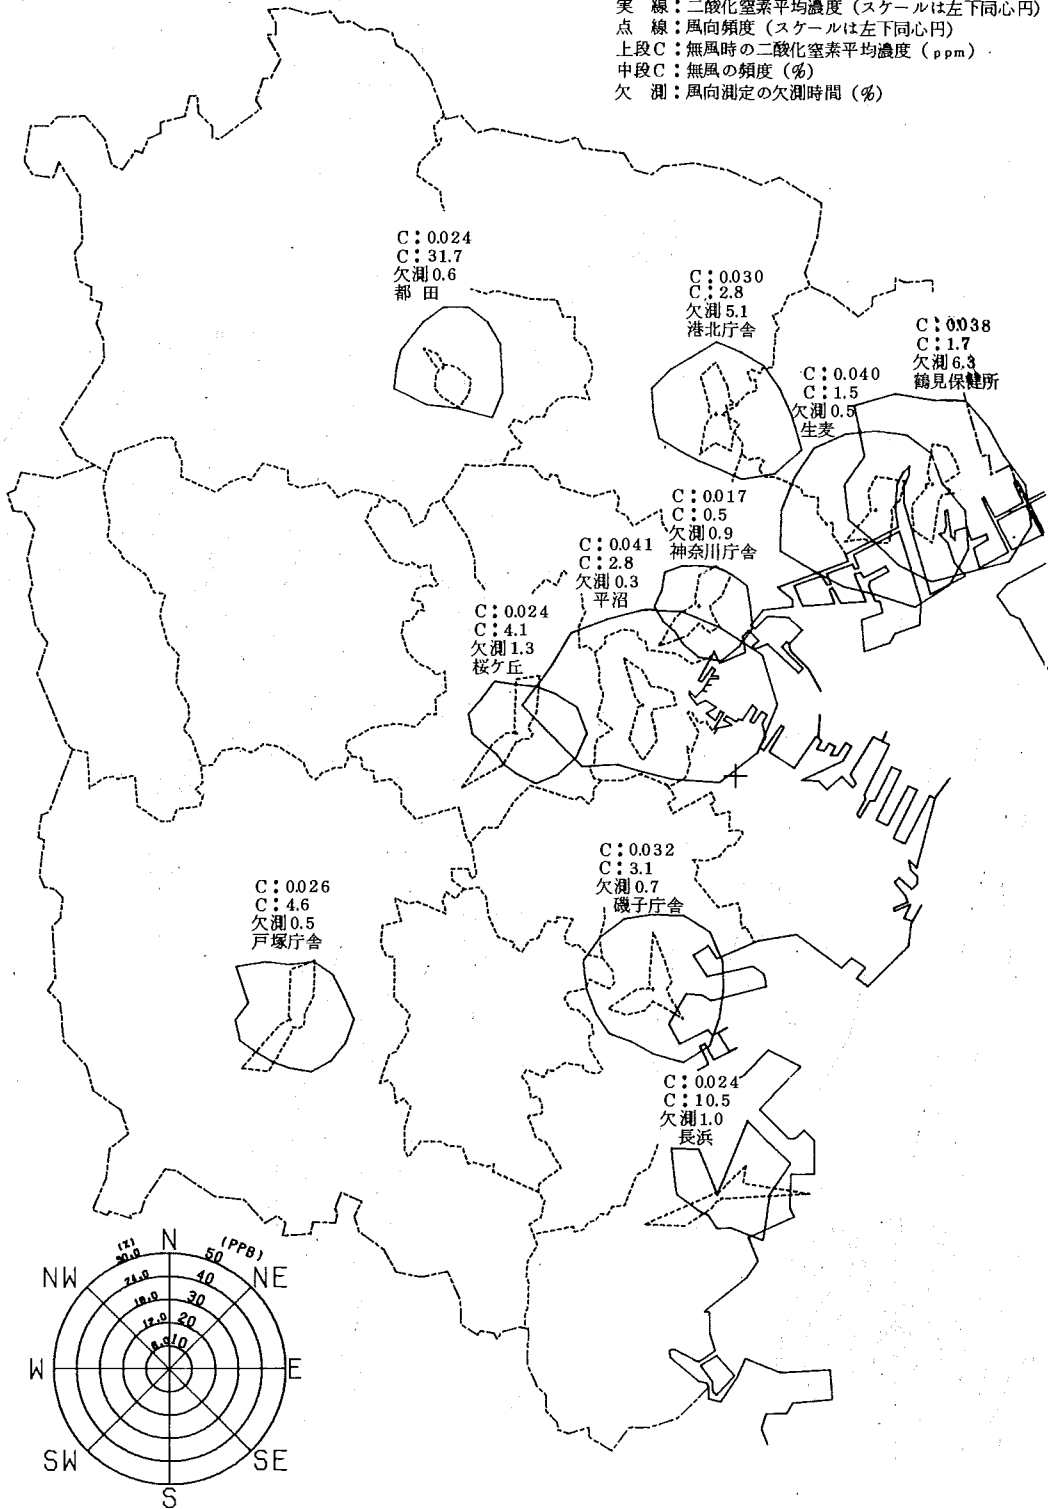 実　線：二酸化窒素平均濃度（スケールは左下同心円）
点　線：風向頻度（スケールは左下同心円）
上段C：無風時の二酸化窒素平均濃度（ppm）
中段C：無風の頻度（%）
欠　測：風向測定の欠測時間（%）
C：0.024
C：31.7
欠測0.6
都　田
C：0.030
C：2.8
欠測5.1
港北庁舎
C：0.038
C：1.7
欠測6.3
鶴見保健所
C：0.040
C：1.5
欠測0.5
生麦
C：0.017
C：0.5
欠測0.9
神奈川庁舎
C：0.041
C：2.8
欠測0.3
平沼
C：0.024
C：4.1
欠測1.3
桜ケ丘
C：0.032
C：3.1
欠測0.7
磯子庁舎
C：0.026
C：4.6
欠測0.5
戸塚庁舎
C：0.024
C：10.5
欠測1.0
長浜
(%) N (PPB)
30.0 50
NW 24.0 40 NE
18.0 30
12.0 20
6.0 10
W E
SW SE
S